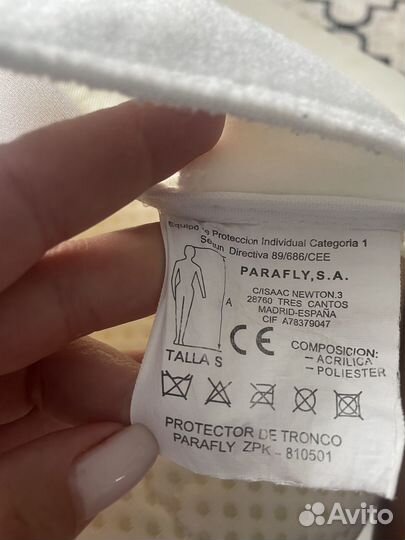 Equipo de Proteccion Individual Categoria 1
Segun Directiva 89/686/CEE
PARAFLY,S.A.
C/ISAAC NEWTON.3
28760 TRES CANTOS
MADRID-ESPAÑA
CIF A78379047
A
CE
COMPOSICION:
- ACRILICA
- POLIESTER
TALLA S
PROTECTOR DE TRONCO
PARAFLY ZPK - 810501
Avito